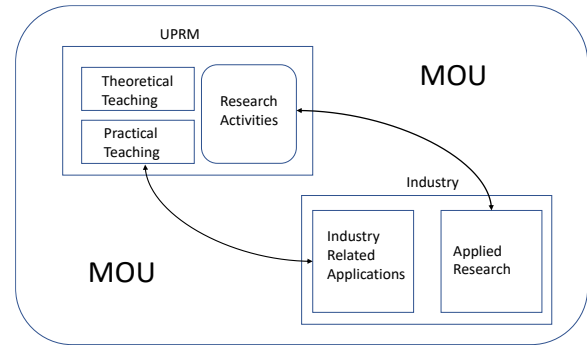 UPRM
MOU
Theoretical
Teaching
Research
Activities
Practical
Teaching
Industry
Industry
Related
Applications
Applied
Research
MOU